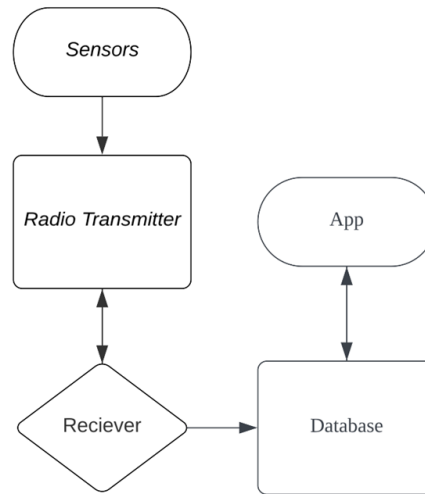 Sensors
Radio Transmitter
App
Reciever
Database